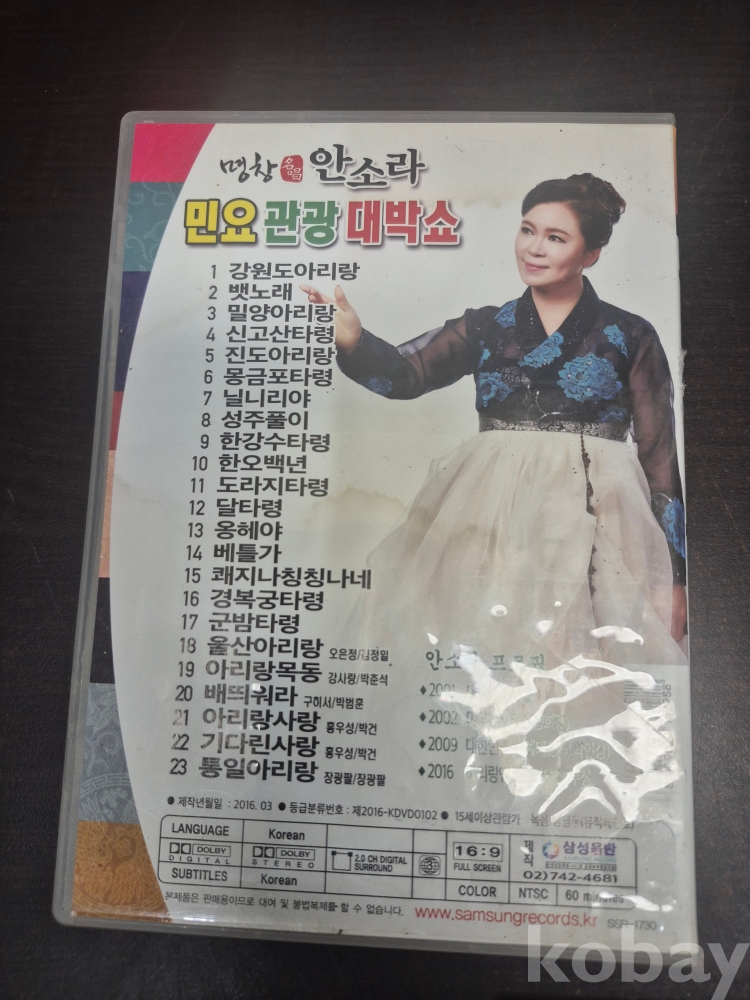 명창 名唱 안소라
민요 관광 대박쇼
1 강원도아리랑
2 뱃노래
3 밀양아리랑
4 신고산타령
5 진도아리랑
6 몽금포타령
7 닐니리야
8 성주풀이
9 한강수타령
10 한오백년
11 도라지타령
12 달타령
13 옹헤야
14 베틀가
15 쾌지나칭칭나네
16 경복궁타령
17 군밤타령
18 울산아리랑 오은정/김정일
19 아리랑목동 강사랑/박춘석
20 배띄워라 구히서/박범훈
21 아리랑사랑 홍우성/박건
22 기다린사랑 홍우성/박건
23 통일아리랑 장광팔/장광팔
안소
◆2001
◆2002
◆2009
◆2016
● 제작년월일 : 2016. 03 ● 등급분류번호 : 제2016-KDVD0102 ● 15세이상관람가
LANGUAGE Korean
DOLBY DIGITAL
DOLBY STEREO
2.0 CH DIGITAL SURROUND
3
SUBTITLES Korean
16:9 FULL SCREEN
제작 삼성음반
02)742-4681
COLOR NTSC 60 minutes
본제품은 판매용이므로 대여 및 불법복제를 할 수 없습니다.
www.samsungrecords.kr SSR-1730
kobay